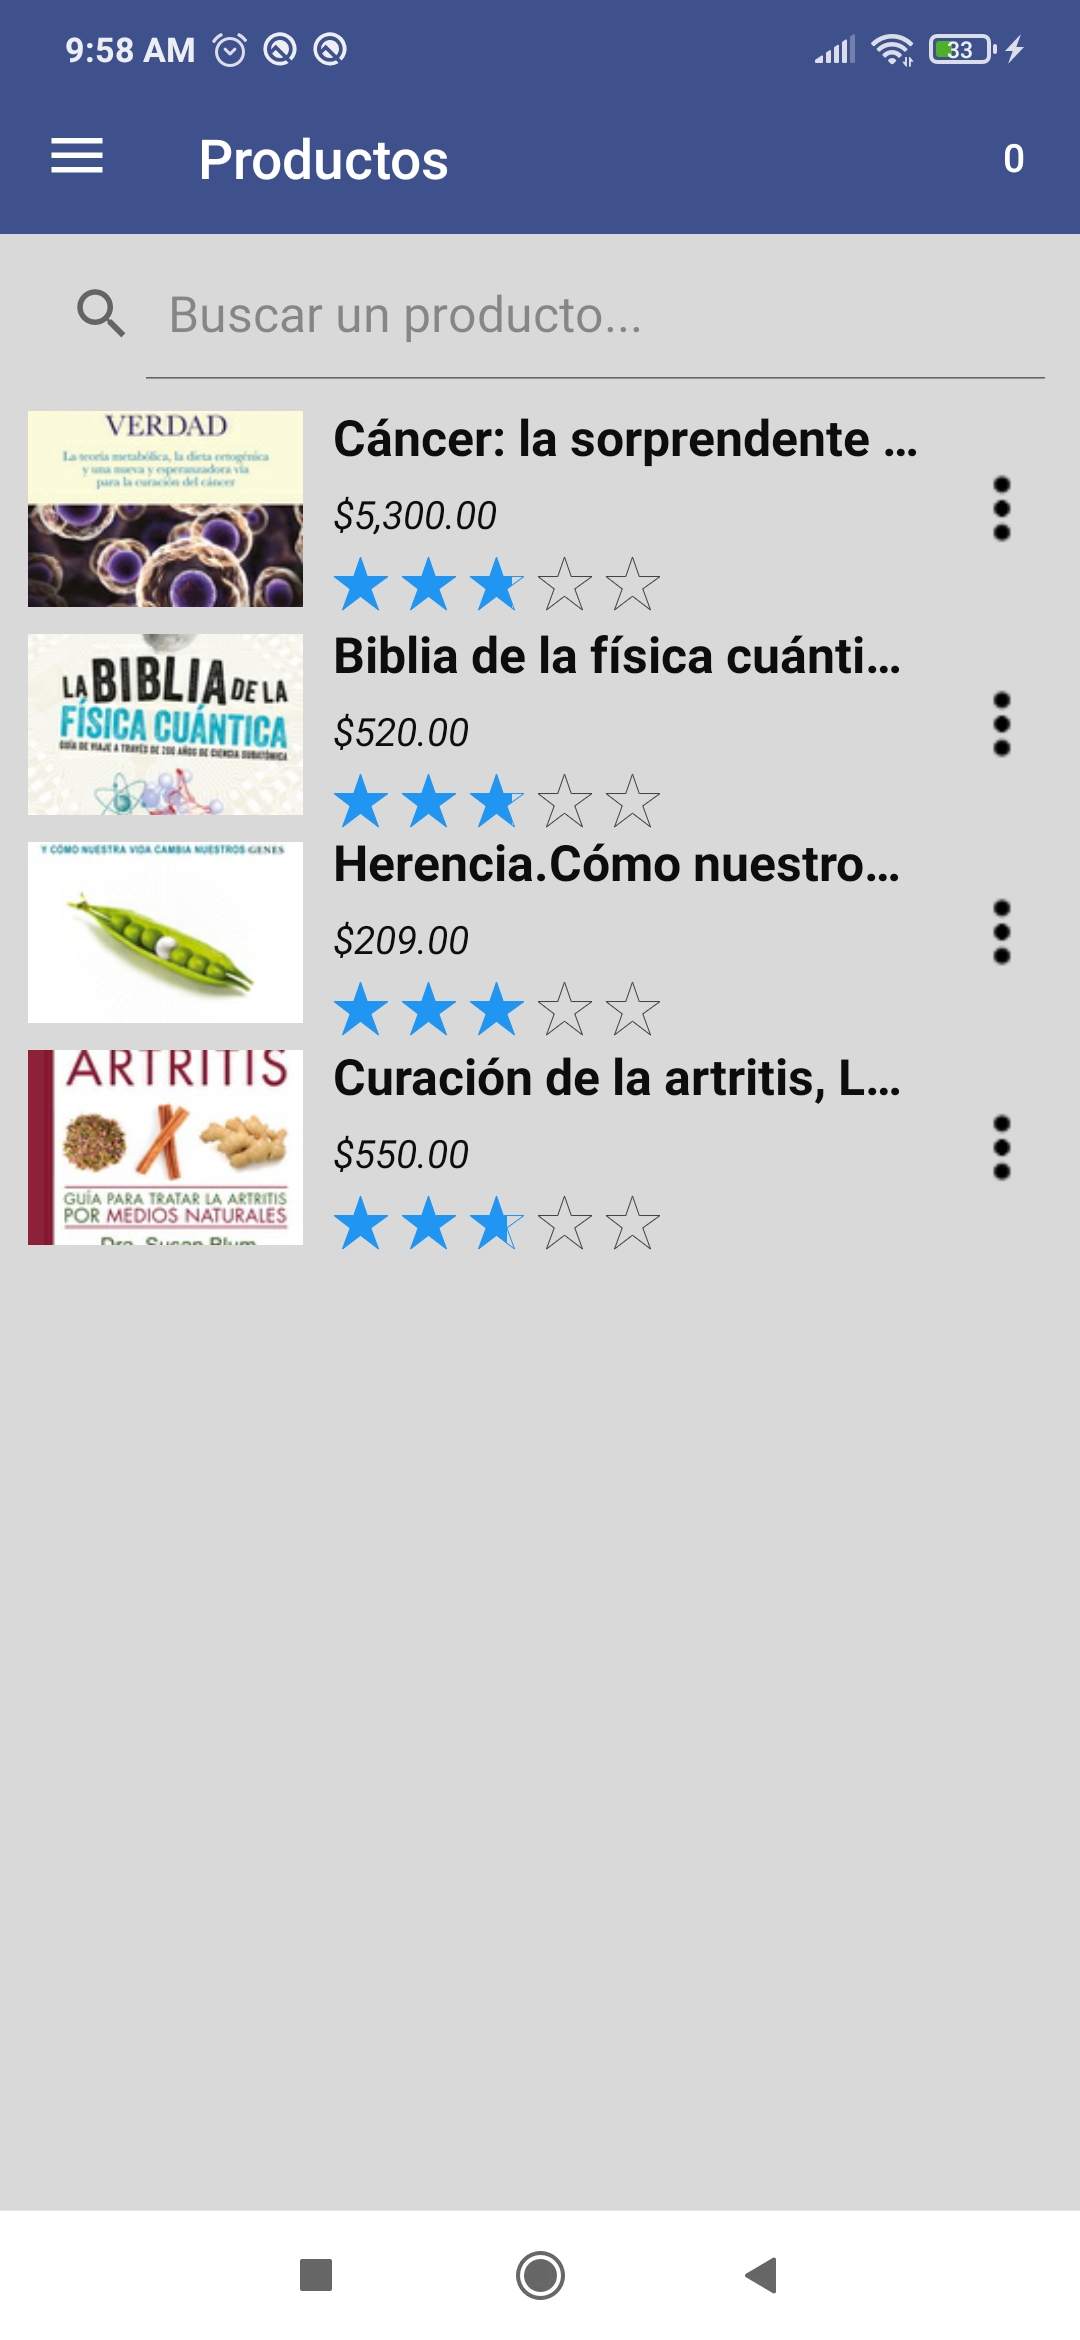 9:58 AM
33
Productos
0
Buscar un producto...
VERDAD
La teoría metabólica, la dieta cetogénica
y una nueva y esperanzadora vía
para la curación del cáncer
Cáncer: la sorprendente ...
$5,300.00
LA BIBLIA DE LA
FÍSICA CUÁNTICA
GUÍA DE VIAJE A TRAVÉS DE 200 AÑOS DE CIENCIA SUBATÓMICA
Biblia de la física cuánti...
$520.00
Y CÓMO NUESTRA VIDA CAMBIA NUESTROS GENES
Herencia.Cómo nuestro...
$209.00
ARTRITIS
GUÍA PARA TRATAR LA ARTRITIS
POR MEDIOS NATURALES
Dra. Susan Blum
Curación de la artritis, L...
$550.00